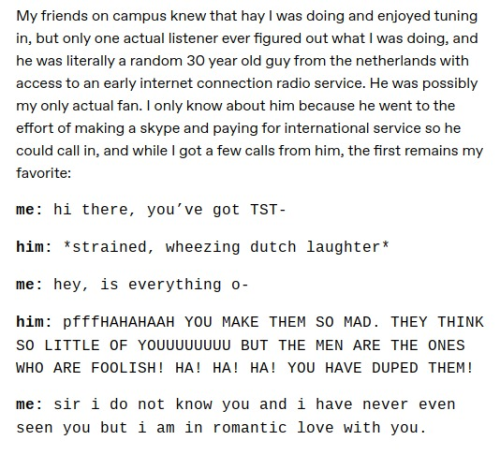 My friends on campus knew that hay I was doing and enjoyed tuning
in, but only one actual listener ever figured out what I was doing, and
he was literally a random 30 year old guy from the netherlands with
access to an early internet connection radio service. He was possibly
my only actual fan. I only know about him because he went to the
effort of making a skype and paying for international service so he
could call in, and while I got a few calls from him, the first remains my
favorite:
me: hi there, you’ve got TST-
him: *strained, wheezing dutch laughter*
me: hey, is everything o-
him: pfffHAHAHAAH YOU MAKE THEM SO MAD. THEY THINK
SO LITTLE OF YOUUUUUUUU BUT THE MEN ARE THE ONES
WHO ARE FOOLISH! HA! HA! HA! YOU HAVE DUPED THEM!
me: sir i do not know you and i have never even
seen you but i am in romantic love with you.